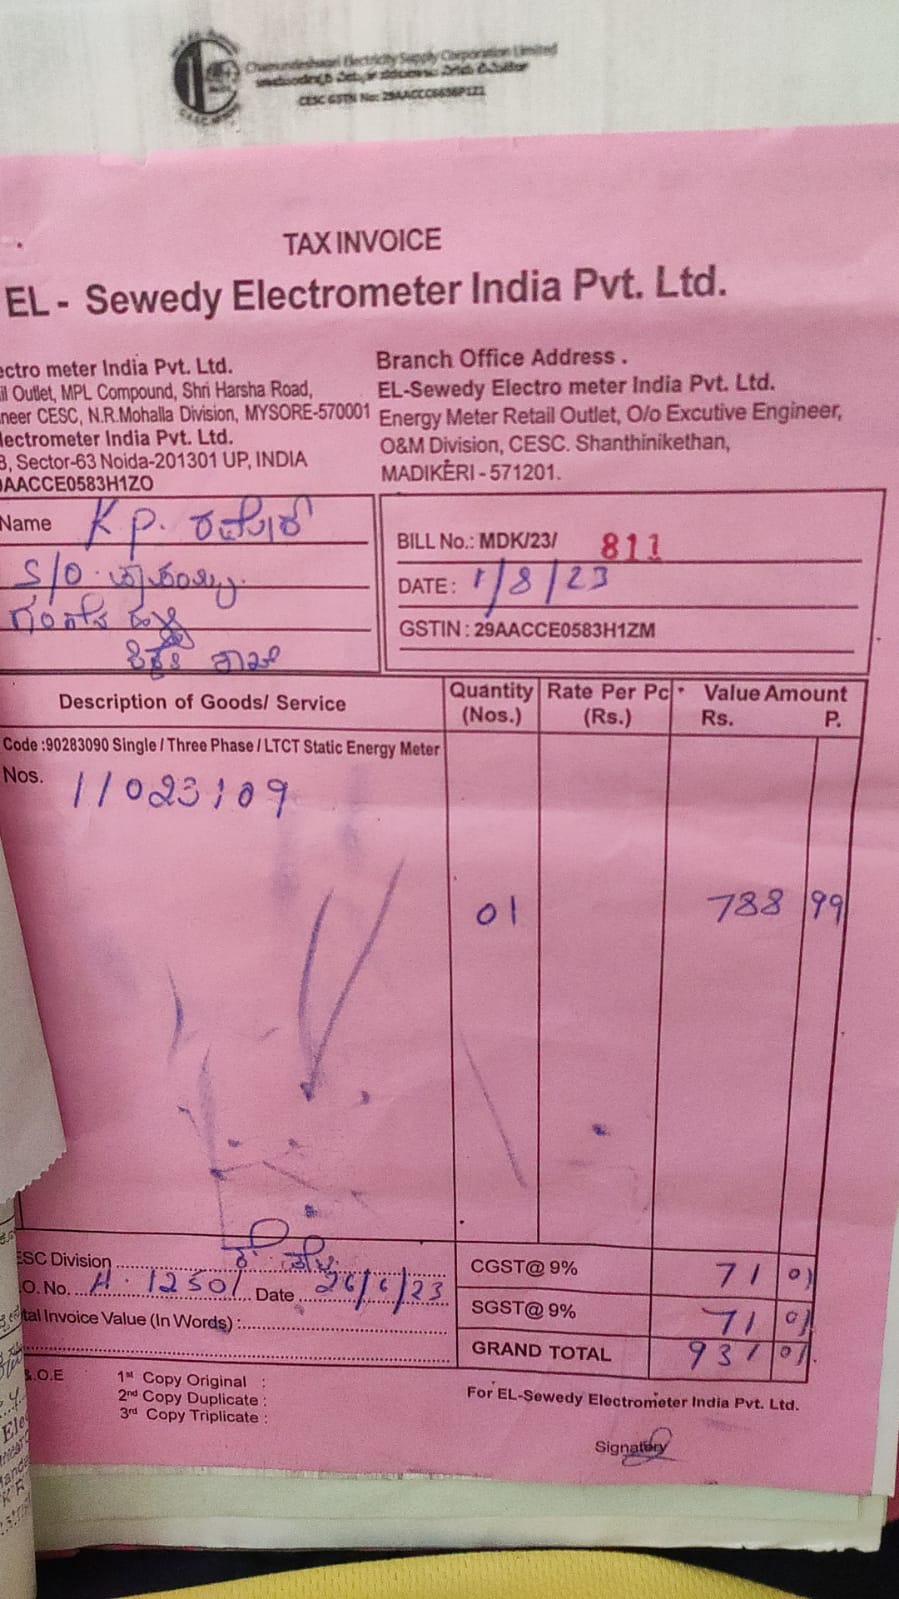 Chamundeshwari Electricity Supply Corporation Limited
TAX INVOICE
EL - Sewedy Electrometer India Pvt. Ltd.
ectro meter India Pvt. Ltd.
il Outlet, MPL Compound, Shri Harsha Road,
neer CESC, N.R.Mohalla Division, MYSORE-570001
lectrometer India Pvt. Ltd.
8, Sector-63 Noida-201301 UP, INDIA
AACCE0583H1ZO
Branch Office Address .
EL-Sewedy Electro meter India Pvt. Ltd.
Energy Meter Retail Outlet, O/o Excutive Engineer,
O&M Division, CESC. Shanthinikethan,
MADIKERI - 571201.
Name K P.
S/O
BILL No.: MDK/23/ 811
DATE : 1/8/23
GSTIN : 29AACCE0583H1ZM
Description of Goods/ Service
Quantity (Nos.)
Rate Per Pc (Rs.)
Value Amount
Rs. P.
Code :90283090 Single / Three Phase / LTCT Static Energy Meter
Nos. 11023109
01 788 99
ESC Division
O. No. A. 12501 Date 26/6/23
tal Invoice Value (In Words) :
CGST@ 9% 71 01
SGST@ 9% 71 01
GRAND TOTAL 931 01
&.O.E
1st Copy Original :
2nd Copy Duplicate :
3rd Copy Triplicate :
For EL-Sewedy Electrometer India Pvt. Ltd.
Signatory